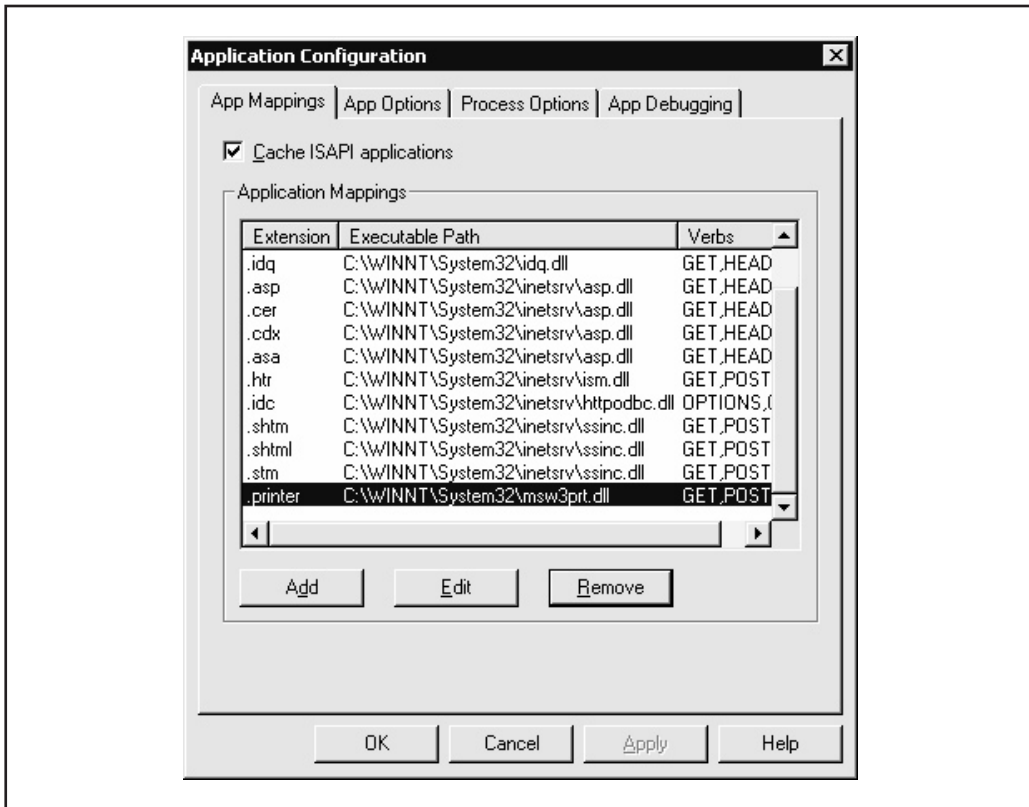 Application Configuration
App Mappings App Options Process Options App Debugging
Cache ISAPI applications
Application Mappings
Extension Executable Path Verbs
.idq C:\WINNT\System32\idq.dll GET,HEAD
.asp C:\WINNT\System32\inetsrv\asp.dll GET,HEAD
.cer C:\WINNT\System32\inetsrv\asp.dll GET,HEAD
.cdx C:\WINNT\System32\inetsrv\asp.dll GET,HEAD
.asa C:\WINNT\System32\inetsrv\asp.dll GET,HEAD
.htr C:\WINNT\System32\inetsrv\ism.dll GET,POST
.idc C:\WINNT\System32\inetsrv\httpodbc.dll OPTIONS,
.shtm C:\WINNT\System32\inetsrv\ssinc.dll GET,POST
.shtml C:\WINNT\System32\inetsrv\ssinc.dll GET,POST
.stm C:\WINNT\System32\inetsrv\ssinc.dll GET,POST
.printer C:\WINNT\System32\msw3prt.dll GET,POST
Add Edit Remove
OK Cancel Apply Help